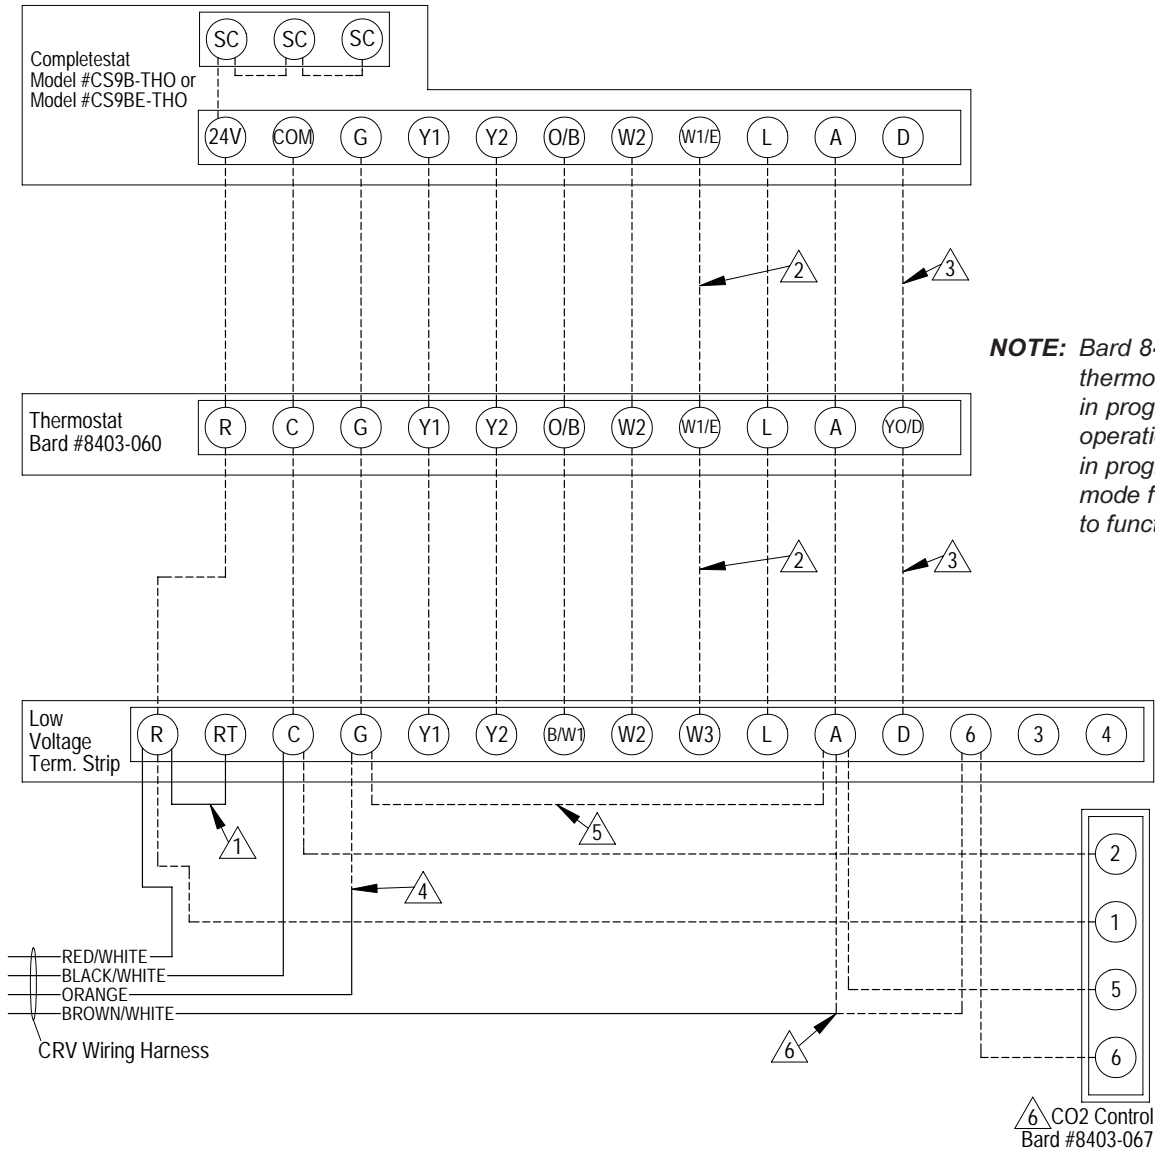 SC SC SC
Completestat
Model #CS9B-THO or
Model #CS9BE-THO
24V COM G Y1 Y2 O/B W2 W1/E L A D
2 3
NOTE: Bard 84
thermo
in prog
operatio
in prog
mode f
to funct
Thermostat
Bard #8403-060
R C G Y1 Y2 O/B W2 W1/E L A YO/D
2 3
Low
Voltage
Term. Strip
R RT C G Y1 Y2 B/W1 W2 W3 L A D 6 3 4
1
5
4
2
1
5
6
RED/WHITE
BLACK/WHITE
ORANGE
BROWN/WHITE
CRV Wiring Harness
6
6 CO2 Control
Bard #8403-067